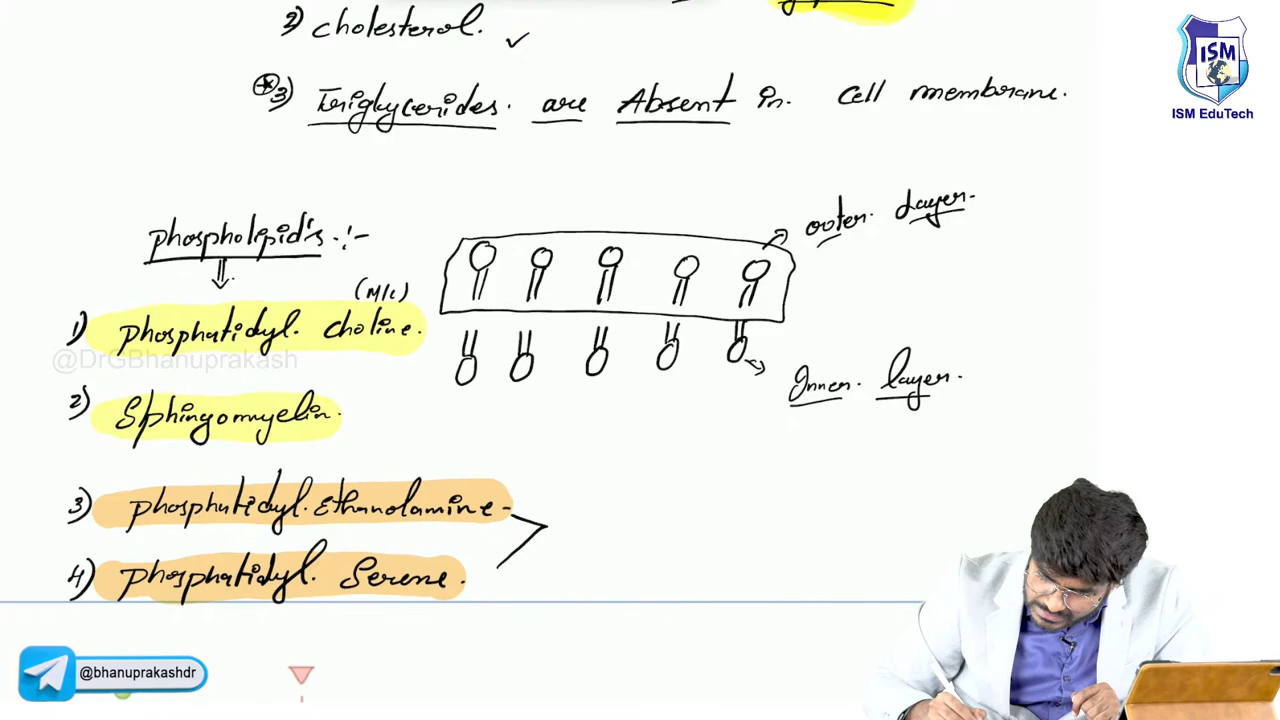 2) cholesterol. ✓
3) Triglycerides. are Absent in. cell membrane.
ISM
ISM EduTech
phospholipids :-
outer. Layer.
(M/C)
1) phosphatidyl. choline.
@DrGBhanuprakash
Inner. layer.
2) Sphingomyelin.
3) phosphatidyl. Ethanolamine-
4) phosphatidyl. Serene.
@bhanuprakashdr